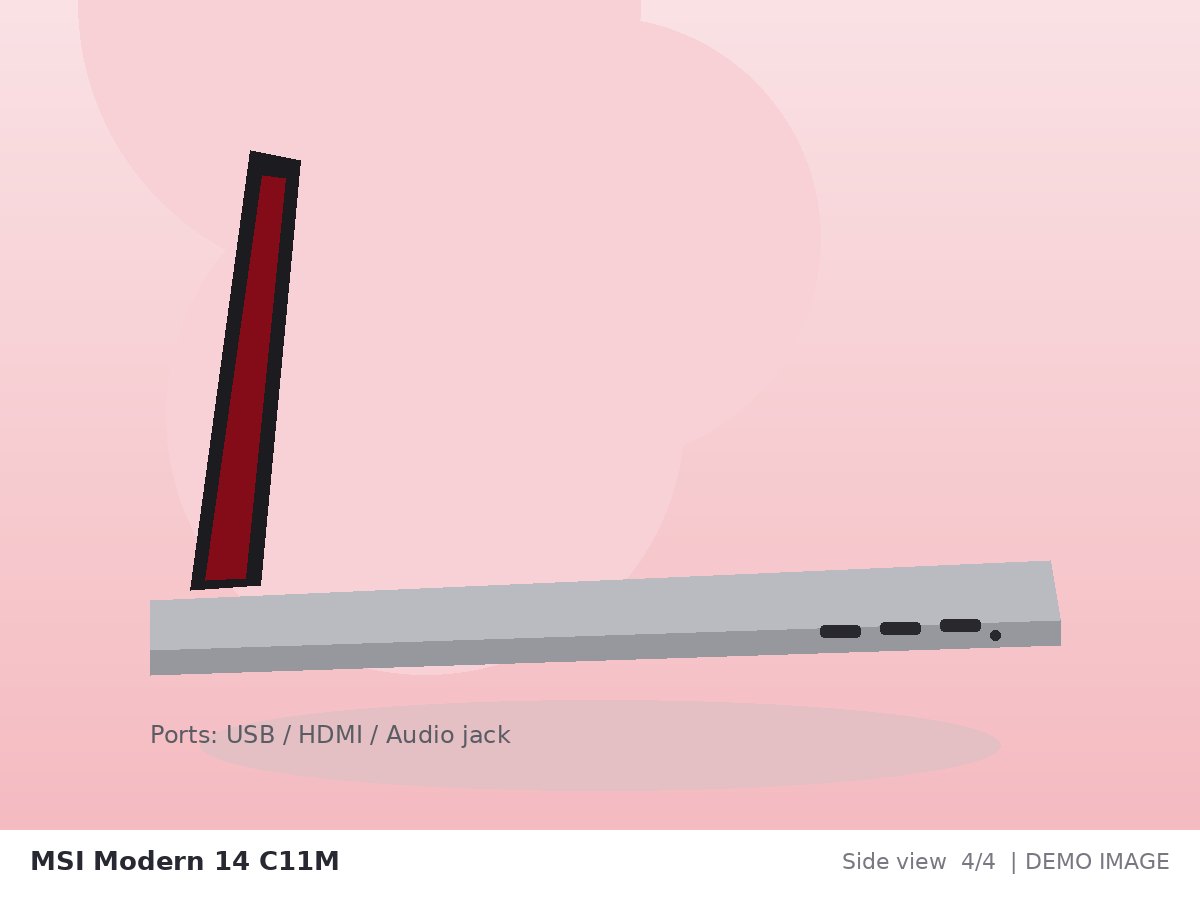 Ports: USB / HDMI / Audio jack
MSI Modern 14 C11M
Side view 4/4 | DEMO IMAGE